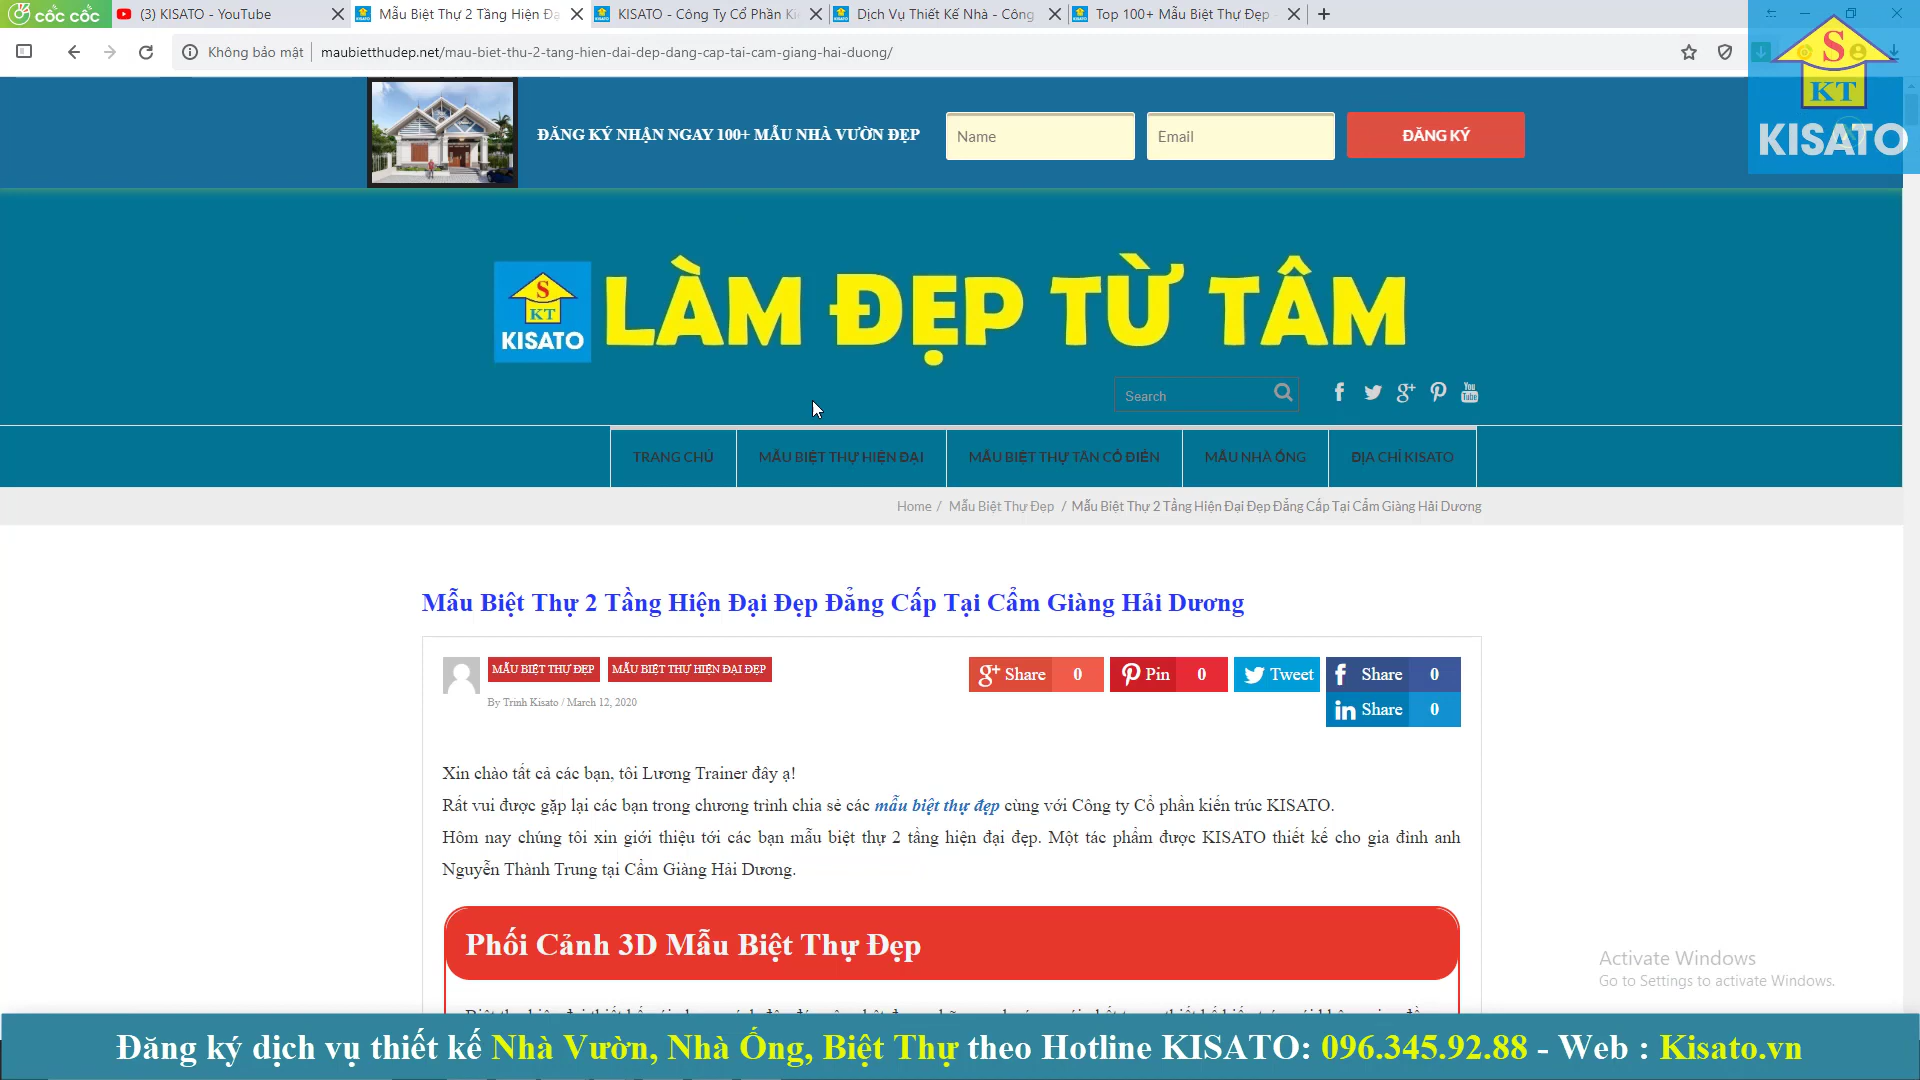 cốc cốc
(3) KISATO - YouTube
Mẫu Biệt Thự 2 Tầng Hiện Đạ
KISATO - Công Ty Cổ Phần Ki
Dịch Vụ Thiết Kế Nhà - Công
Top 100+ Mẫu Biệt Thự Đẹp
Không bảo mật
maubietthudep.net/mau-biet-thu-2-tang-hien-dai-dep-dang-cap-tai-cam-giang-hai-duong/
S
KT
KISATO
ĐĂNG KÝ NHẬN NGAY 100+ MẪU NHÀ VƯỜN ĐẸP
Name
Email
ĐĂNG KÝ
S
KT
KISATO
LÀM ĐẸP TỪ TÂM
Search
You
Tube
TRANG CHỦ
MẪU BIỆT THỰ HIỆN ĐẠI
MẪU BIỆT THỰ TÂN CỔ ĐIỂN
MẪU NHÀ ỐNG
ĐỊA CHỈ KISATO
Home / Mẫu Biệt Thự Đẹp / Mẫu Biệt Thự 2 Tầng Hiện Đại Đẹp Đẳng Cấp Tại Cẩm Giàng Hải Dương
Mẫu Biệt Thự 2 Tầng Hiện Đại Đẹp Đẳng Cấp Tại Cẩm Giàng Hải Dương
MẪU BIỆT THỰ ĐẸP
MẪU BIỆT THỰ HIỆN ĐẠI ĐẸP
By Trinh Kisato / March 12, 2020
g+ Share 0
Pin 0
Tweet
f Share 0
in Share 0
Xin chào tất cả các bạn, tôi Lương Trainer đây ạ!
Rất vui được gặp lại các bạn trong chương trình chia sẻ các mẫu biệt thự đẹp cùng với Công ty Cổ phần kiến trúc KISATO.
Hôm nay chúng tôi xin giới thiệu tới các bạn mẫu biệt thự 2 tầng hiện đại đẹp. Một tác phẩm được KISATO thiết kế cho gia đình anh
Nguyễn Thành Trung tại Cẩm Giàng Hải Dương.
Phối Cảnh 3D Mẫu Biệt Thự Đẹp
Activate Windows
Go to Settings to activate Windows.
Đăng ký dịch vụ thiết kế Nhà Vườn, Nhà Ống, Biệt Thự theo Hotline KISATO: 096.345.92.88 - Web : Kisato.vn